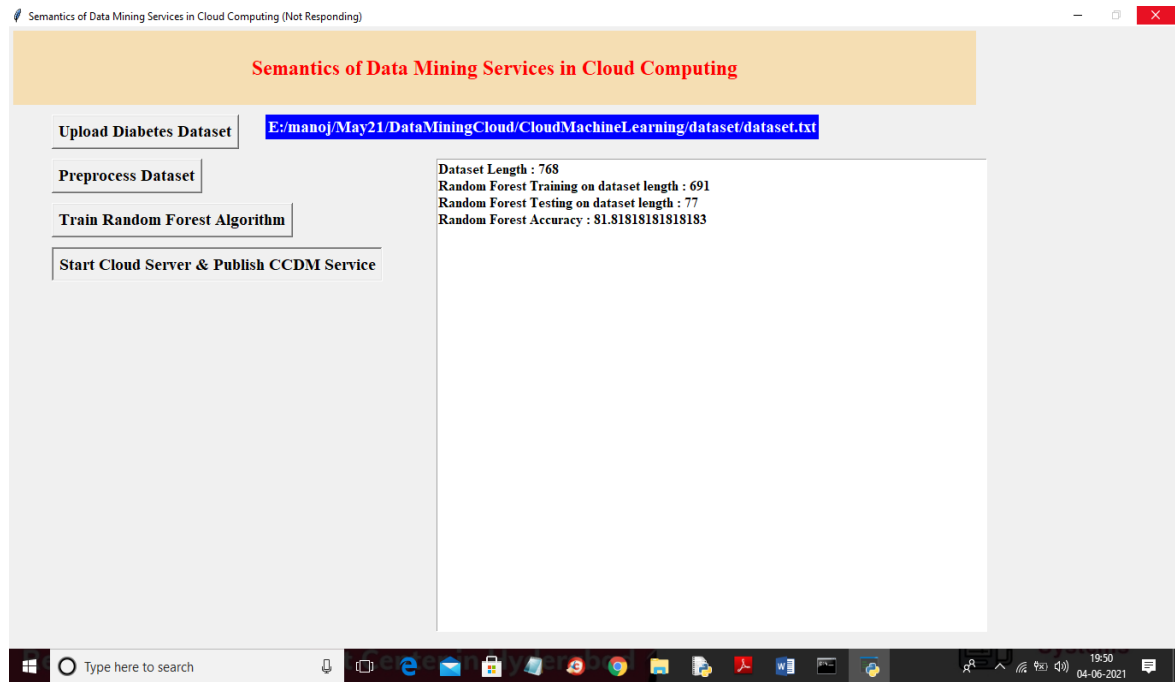 Semantics of Data Mining Services in Cloud Computing (Not Responding)
Semantics of Data Mining Services in Cloud Computing
Upload Diabetes Dataset
E:/manoj/May21/DataMiningCloud/CloudMachineLearning/dataset/dataset.txt
Preprocess Dataset
Train Random Forest Algorithm
Start Cloud Server & Publish CCDM Service
Dataset Length : 768
Random Forest Training on dataset length : 691
Random Forest Testing on dataset length : 77
Random Forest Accuracy : 81.81818181818183
Type here to search
19:50
04-06-2021